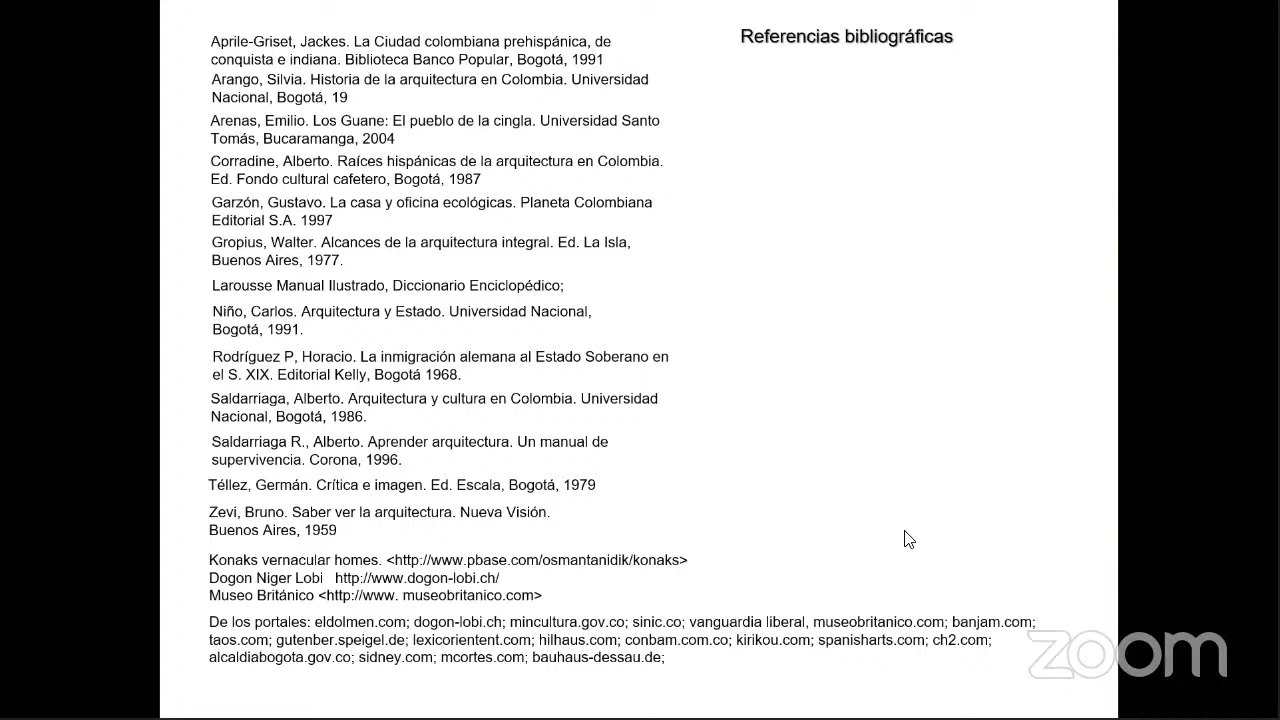 Referencias bibliográficas
Aprile-Griset, Jackes. La Ciudad colombiana prehispánica, de
conquista e indiana. Biblioteca Banco Popular, Bogotá, 1991
Arango, Silvia. Historia de la arquitectura en Colombia. Universidad
Nacional, Bogotá, 19
Arenas, Emilio. Los Guane: El pueblo de la cingla. Universidad Santo
Tomás, Bucaramanga, 2004
Corradine, Alberto. Raíces hispánicas de la arquitectura en Colombia.
Ed. Fondo cultural cafetero, Bogotá, 1987
Garzón, Gustavo. La casa y oficina ecológicas. Planeta Colombiana
Editorial S.A. 1997
Gropius, Walter. Alcances de la arquitectura integral. Ed. La Isla,
Buenos Aires, 1977.
Larousse Manual Ilustrado, Diccionario Enciclopédico;
Niño, Carlos. Arquitectura y Estado. Universidad Nacional,
Bogotá, 1991.
Rodríguez P, Horacio. La inmigración alemana al Estado Soberano en
el S. XIX. Editorial Kelly, Bogotá 1968.
Saldarriaga, Alberto. Arquitectura y cultura en Colombia. Universidad
Nacional, Bogotá, 1986.
Saldarriaga R., Alberto. Aprender arquitectura. Un manual de
supervivencia. Corona, 1996.
Téllez, Germán. Crítica e imagen. Ed. Escala, Bogotá, 1979
Zevi, Bruno. Saber ver la arquitectura. Nueva Visión.
Buenos Aires, 1959
Konaks vernacular homes. <http://www.pbase.com/osmantanidik/konaks>
Dogon Niger Lobi http://www.dogon-lobi.ch/
Museo Británico <http://www. museobritanico.com>
De los portales: eldolmen.com; dogon-lobi.ch; mincultura.gov.co; sinic.co; vanguardia liberal, museobritanico.com; banjam.com;
taos.com; gutenber.speigel.de; lexicorientent.com; hilhaus.com; conbam.com.co; kirikou.com; spanisharts.com; ch2.com;
alcaldiabogota.gov.co; sidney.com; mcortes.com; bauhaus-dessau.de;
zoom